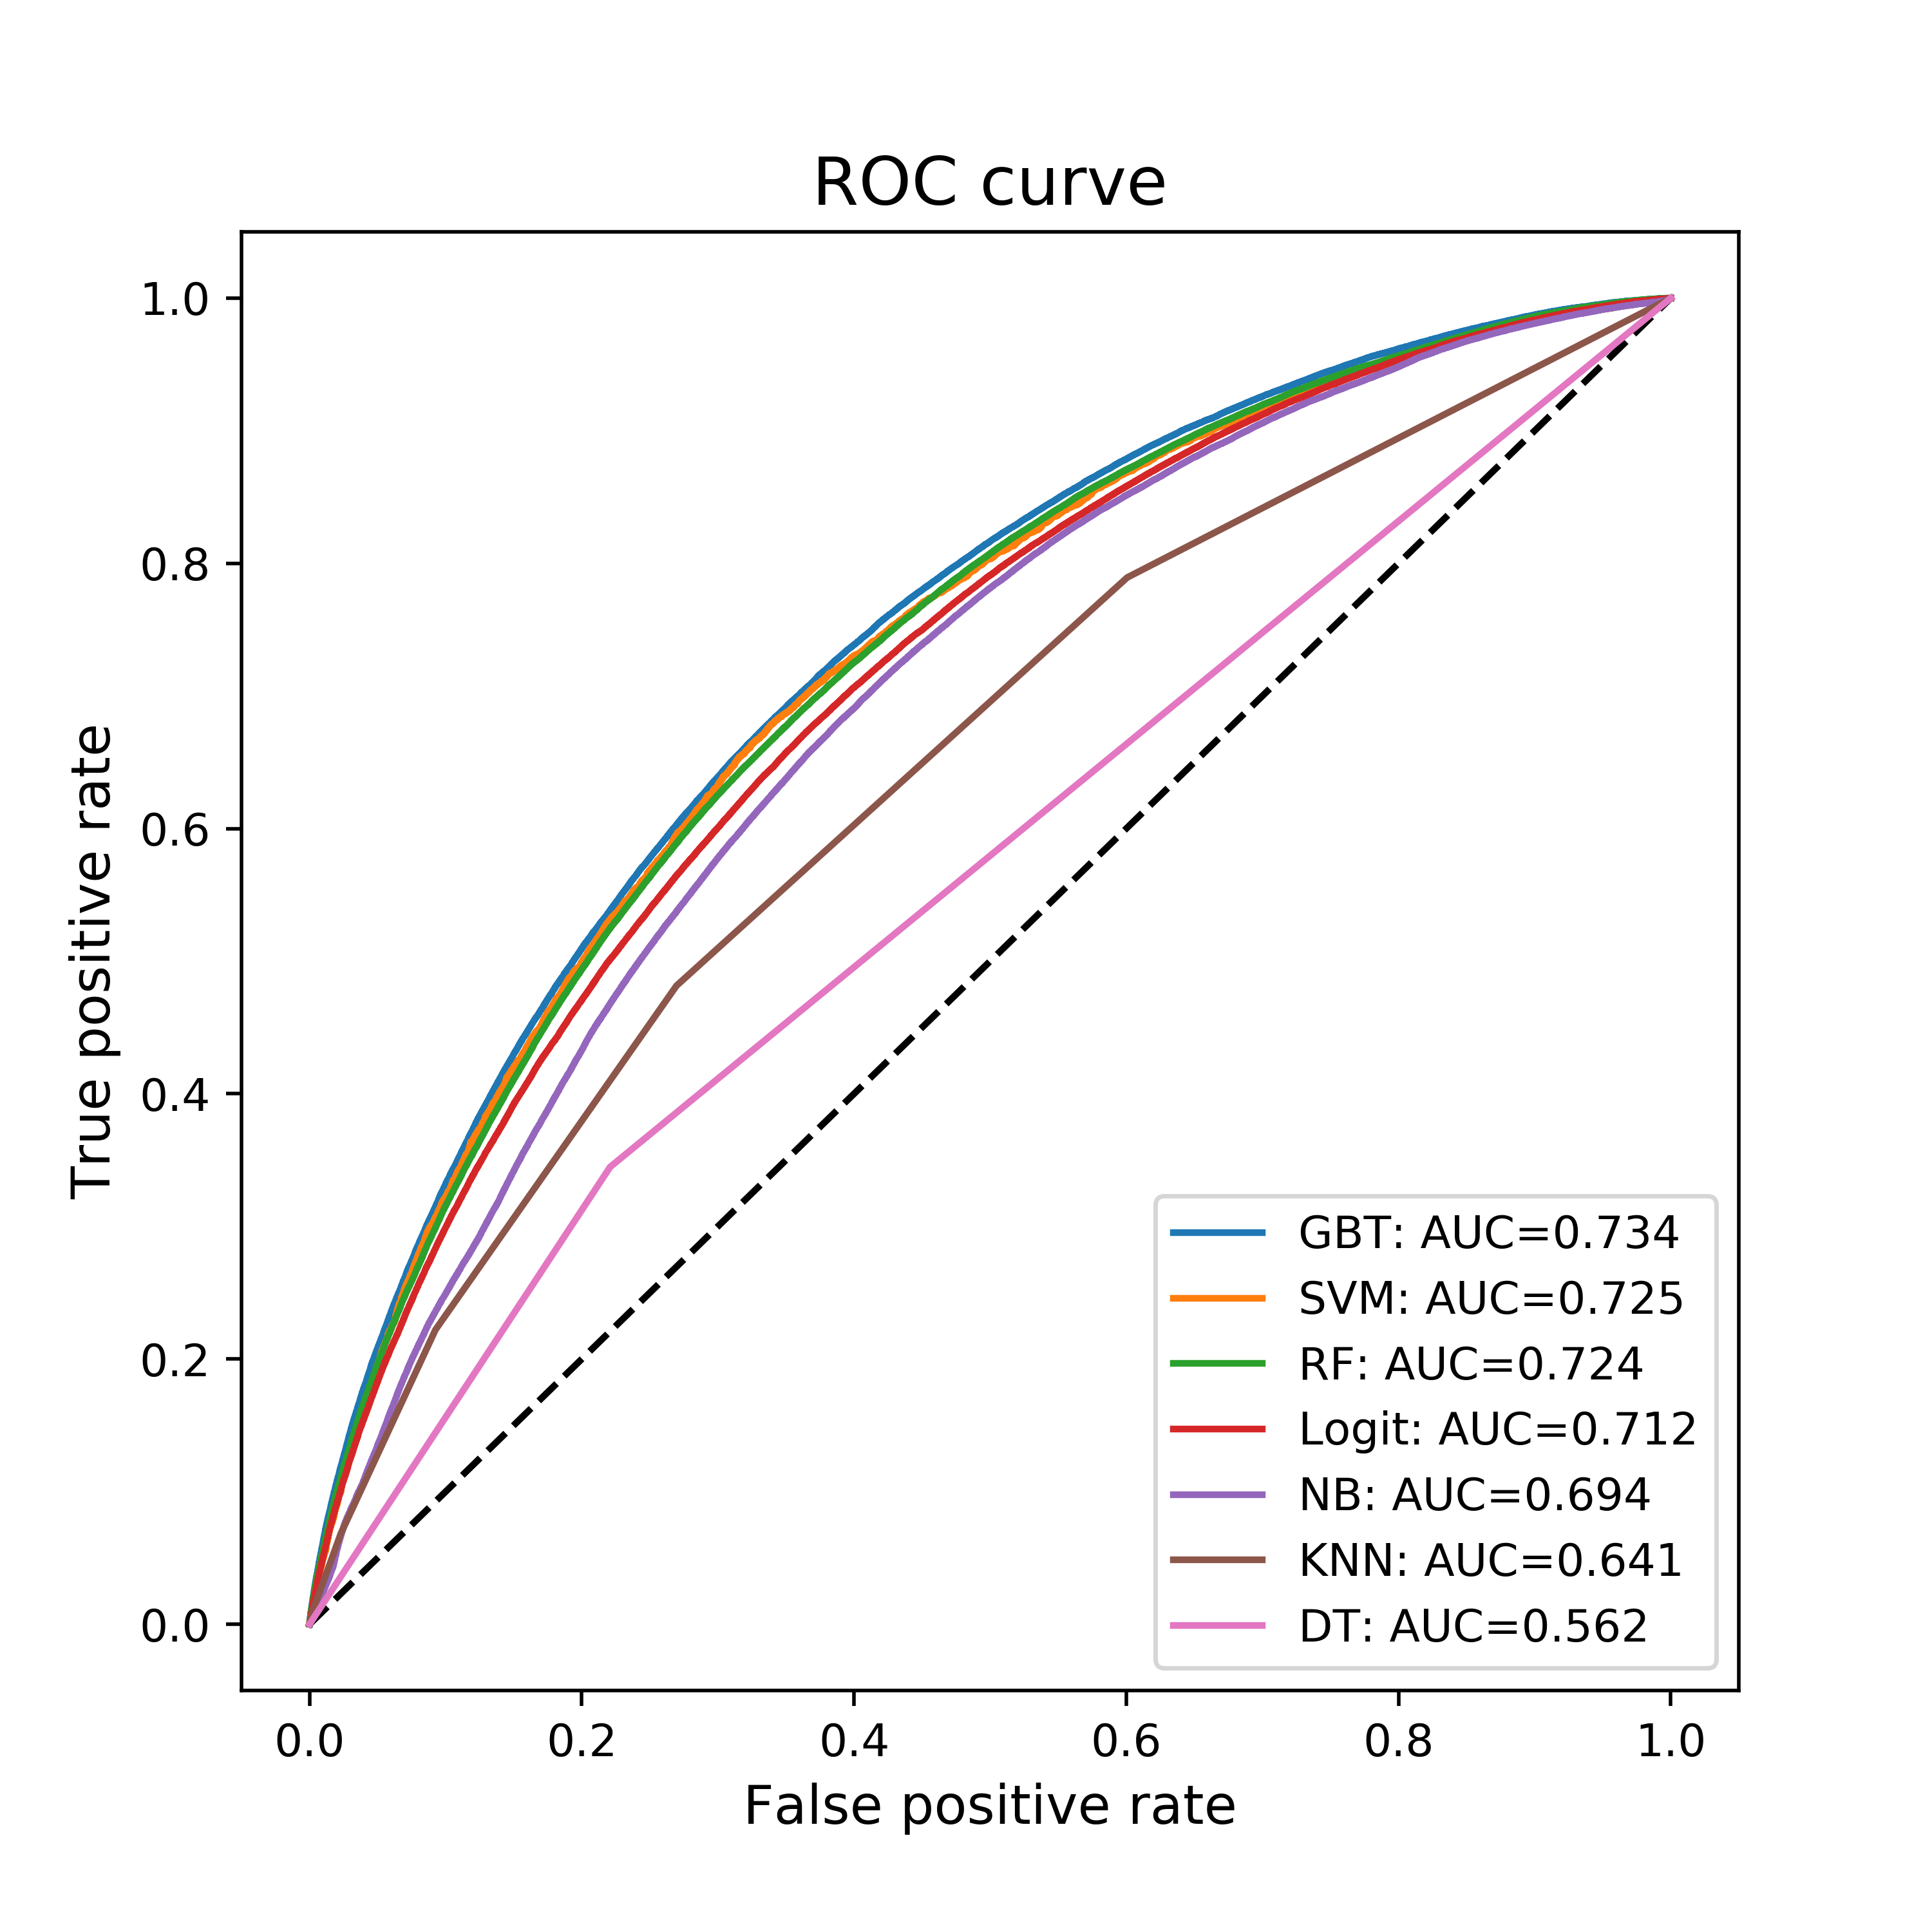 ROC curve
True positive rate
1.0
0.8
0.6
0.4
0.2
0.0
GBT: AUC=0.734
SVM: AUC=0.725
RF: AUC=0.724
Logit: AUC=0.712
NB: AUC=0.694
KNN: AUC=0.641
DT: AUC=0.562
0.0 0.2 0.4 0.6 0.8 1.0
False positive rate